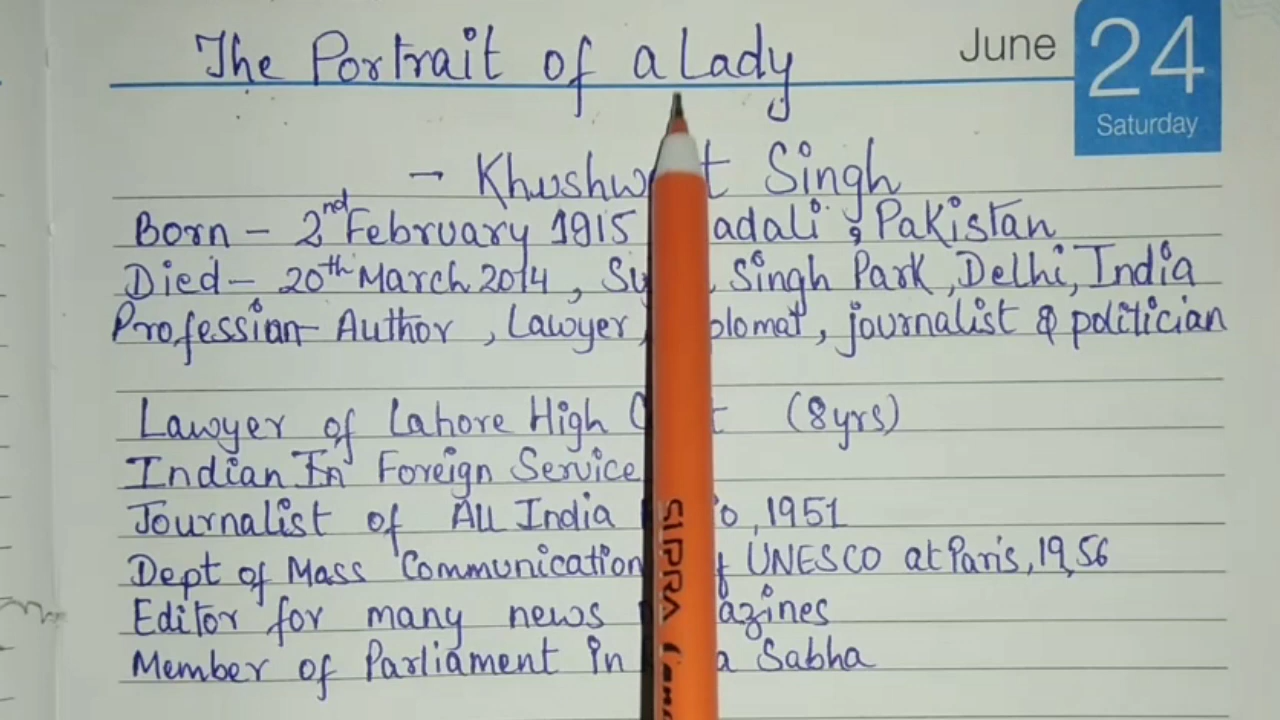 The Portrait of a Lady
June 24
Saturday
- Khushw t Singh
Born - 2nd February 1915 adali, Pakistan
Died - 20th March 2014, Su , Singh Park, Delhi, India
Profession - Author, Lawyer, plomat, journalist & politician
Lawyer of Lahore High C t (8yrs)
Indian In Foreign Service
Journalist of All India o, 1951
Dept of Mass Communication f UNESCO at Paris, 1956
Editor for many news azines
Member of Parliament in a Sabha
SUPRA